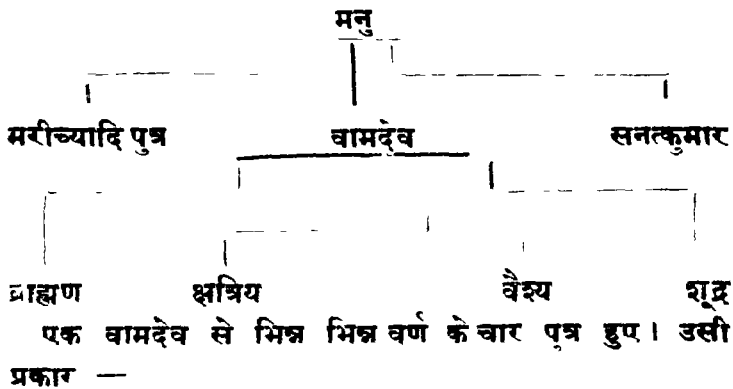 मनु
मरीच्यादि पुत्र वामदेव सनत्कुमार
ब्राह्मण क्षत्रिय वैश्य शूद्र
एक वामदेव से भिन्न भिन्न वर्ण के चार पुत्र हुए। उसी
प्रकार —